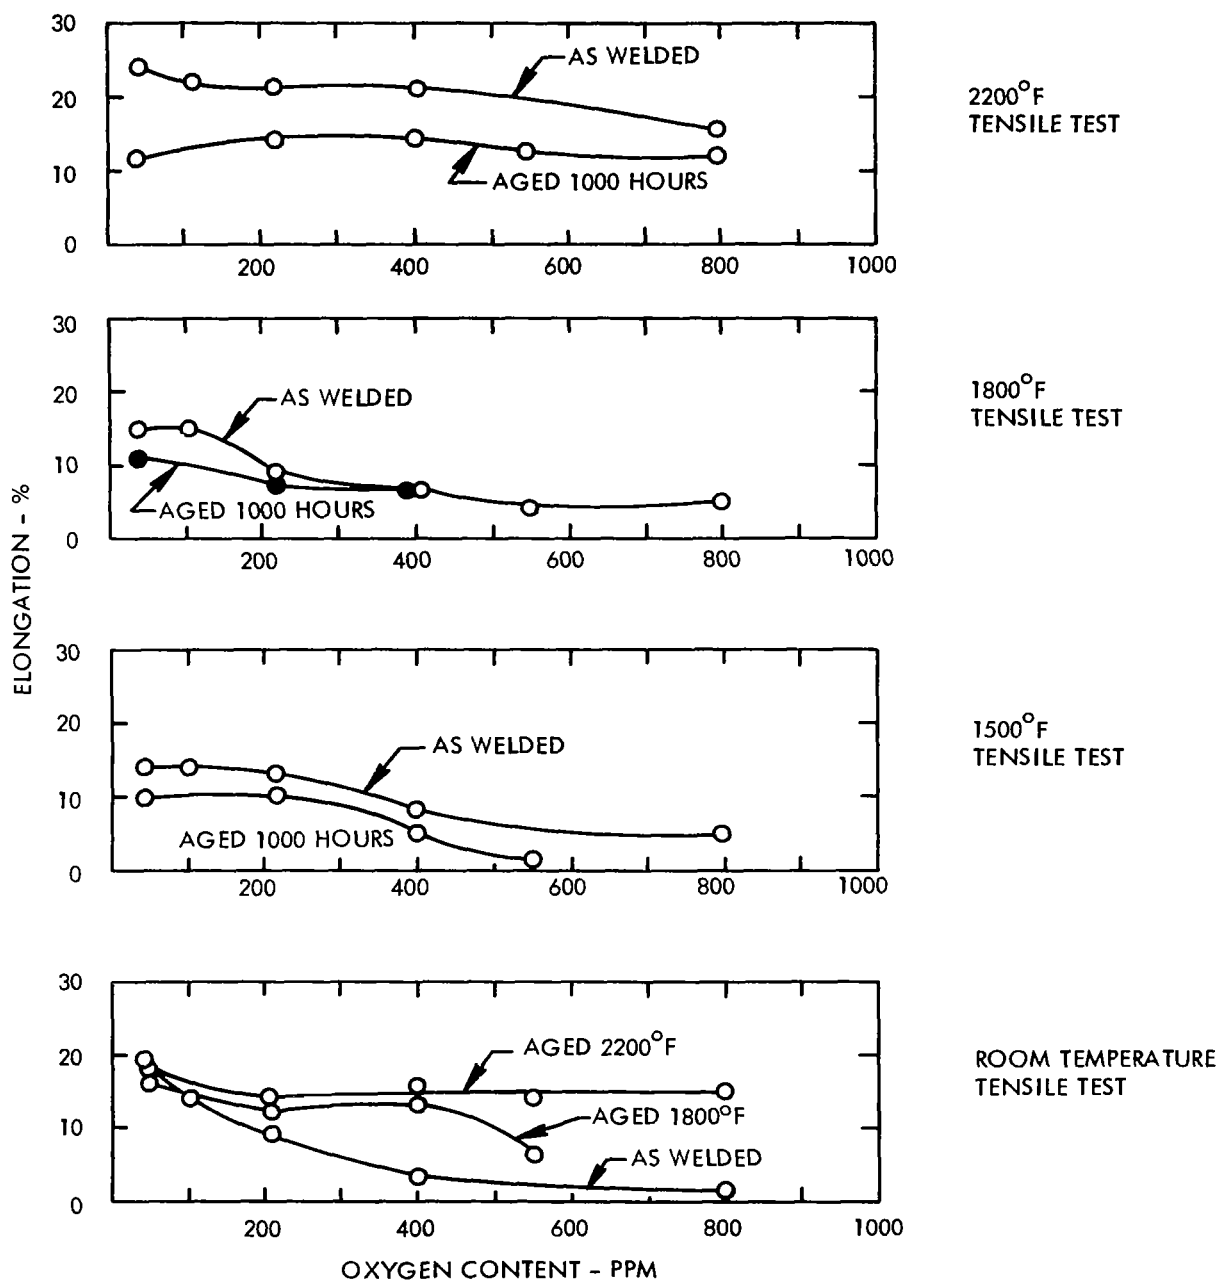 30
20
10
0
200
400
600
800
1000
AS WELDED
AGED 1000 HOURS
2200°F
TENSILE TEST
30
20
10
0
200
400
600
800
1000
AS WELDED
AGED 1000 HOURS
1800°F
TENSILE TEST
ELONGATION - %
30
20
10
0
200
400
600
800
1000
AS WELDED
AGED 1000 HOURS
1500°F
TENSILE TEST
30
20
10
0
200
400
600
800
1000
AGED 2200°F
AGED 1800°F
AS WELDED
ROOM TEMPERATURE
TENSILE TEST
OXYGEN CONTENT - PPM